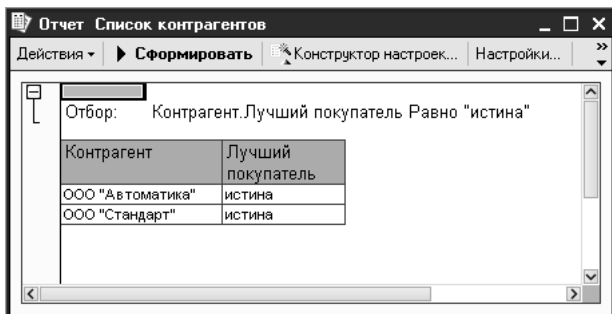 Отчет Список контрагентов
Действия Сформировать Конструктор настроек... Настройки...
Отбор: Контрагент.Лучший покупатель Равно "истина"
Контрагент Лучший покупатель
ООО "Автоматика" истина
ООО "Стандарт" истина